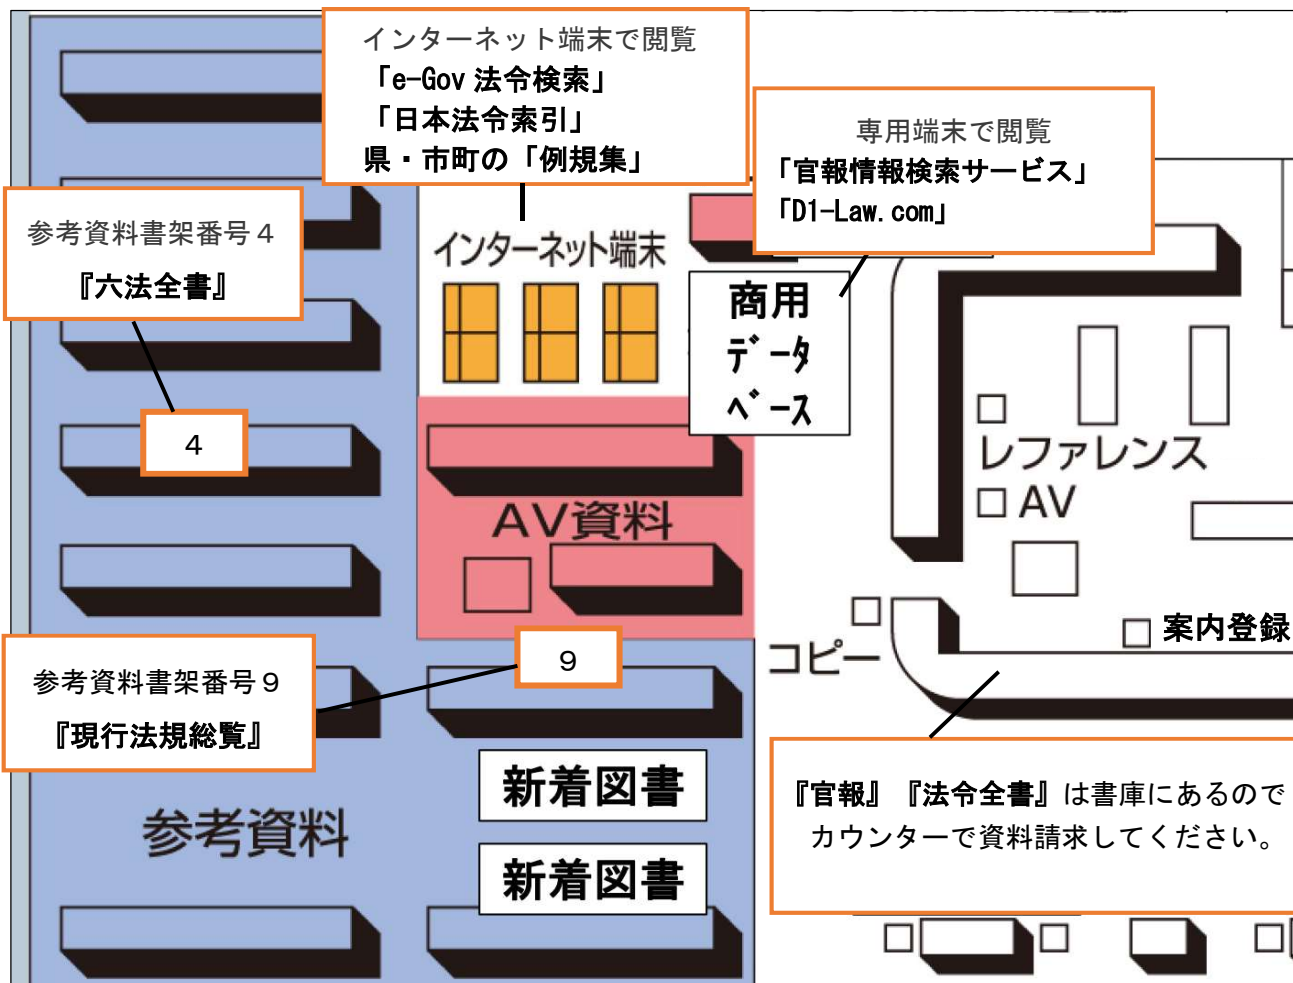 インターネット端末で閲覧
「e-Gov 法令検索」
「日本法令索引」
県・市町の「例規集」
専用端末で閲覧
「官報情報検索サービス」
「D1-Law.com」
参考資料書架番号４
『六法全書』
インターネット端末
商用
データ
ベース
4
レファレンス
AV
AV資料
案内登録
コピー
9
参考資料書架番号９
『現行法規総覧』
新着図書
『官報』『法令全書』は書庫にあるので
カウンターで資料請求してください。
参考資料
新着図書